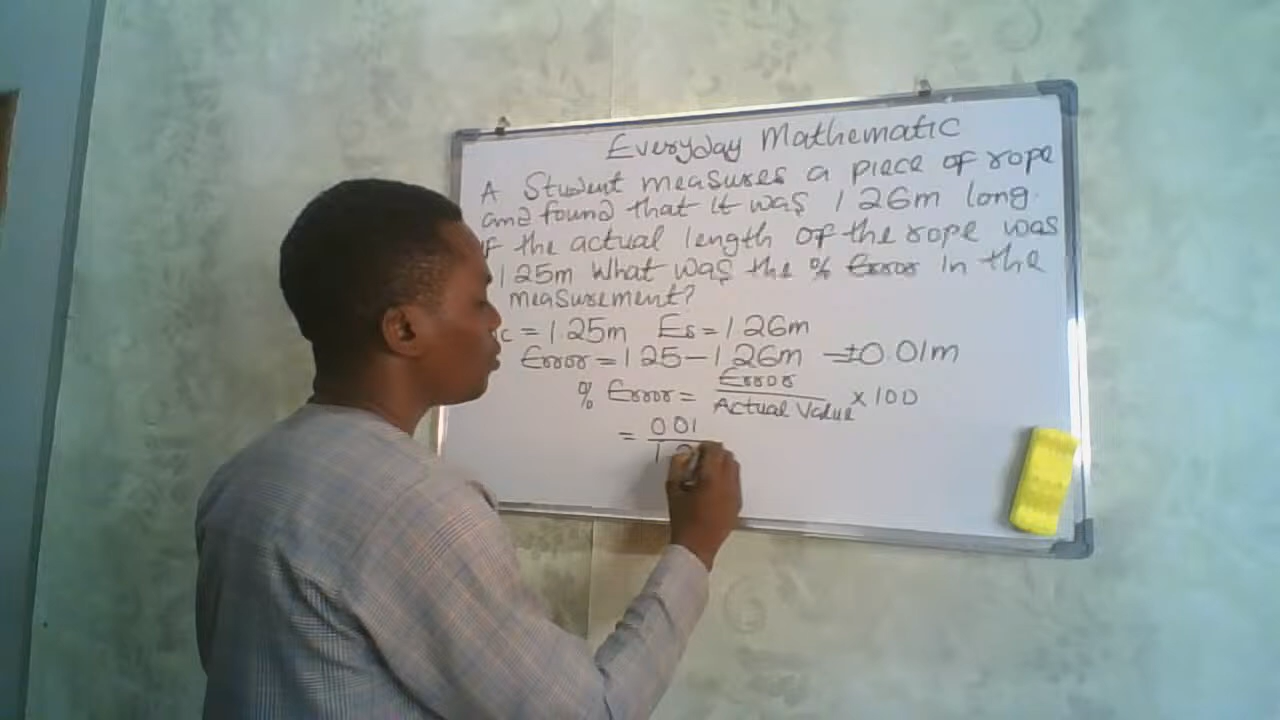 Everyday Mathematic
A Student measures a piece of rope
and found that it was 1.26m long.
If the actual length of the rope was
1.25m What was the % Error in the
measurement?
c = 1.25m Es = 1.26m
Error = 1.25 - 1.26m = ±0.01m
% Error = Error / Actual Value × 100
= 0.01 / 1.2